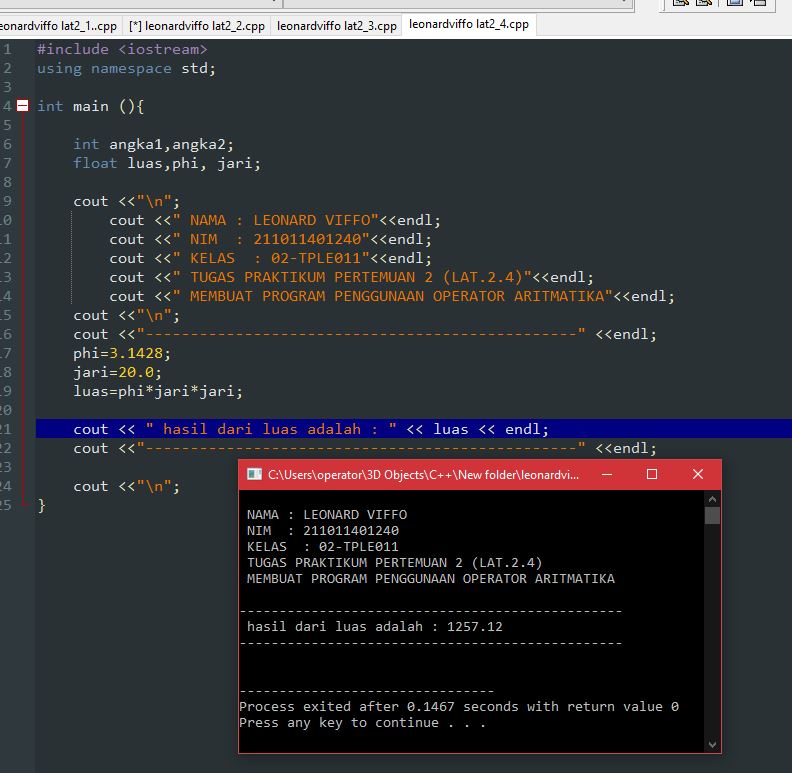 leonardviffo lat2_1..cpp [*] leonardviffo lat2_2.cpp leonardviffo lat2_3.cpp leonardviffo lat2_4.cpp
1 #include <iostream>
2 using namespace std;
3
4 int main (){
5
6 int angka1,angka2;
7 float luas,phi, jari;
8
9 cout <<"\n";
10 cout <<" NAMA : LEONARD VIFFO"<<endl;
11 cout <<" NIM  : 211011401240"<<endl;
12 cout <<" KELAS  : 02-TPLE011"<<endl;
13 cout <<" TUGAS PRAKTIKUM PERTEMUAN 2 (LAT.2.4)"<<endl;
14 cout <<" MEMBUAT PROGRAM PENGGUNAAN OPERATOR ARITMATIKA"<<endl;
15 cout <<"\n";
16 cout <<"------------------------------------------------" <<endl;
17 phi=3.1428;
18 jari=20.0;
19 luas=phi*jari*jari;
20
21 cout << " hasil dari luas adalah : " << luas << endl;
22 cout <<"------------------------------------------------" <<endl;
23
24 cout <<"\n";
25 }
C:\Users\operator\3D Objects\C++\New folder\leonardvi...
NAMA : LEONARD VIFFO
NIM  : 211011401240
KELAS  : 02-TPLE011
TUGAS PRAKTIKUM PERTEMUAN 2 (LAT.2.4)
MEMBUAT PROGRAM PENGGUNAAN OPERATOR ARITMATIKA
------------------------------------------------
hasil dari luas adalah : 1257.12
------------------------------------------------
--------------------------------
Process exited after 0.1467 seconds with return value 0
Press any key to continue . . .